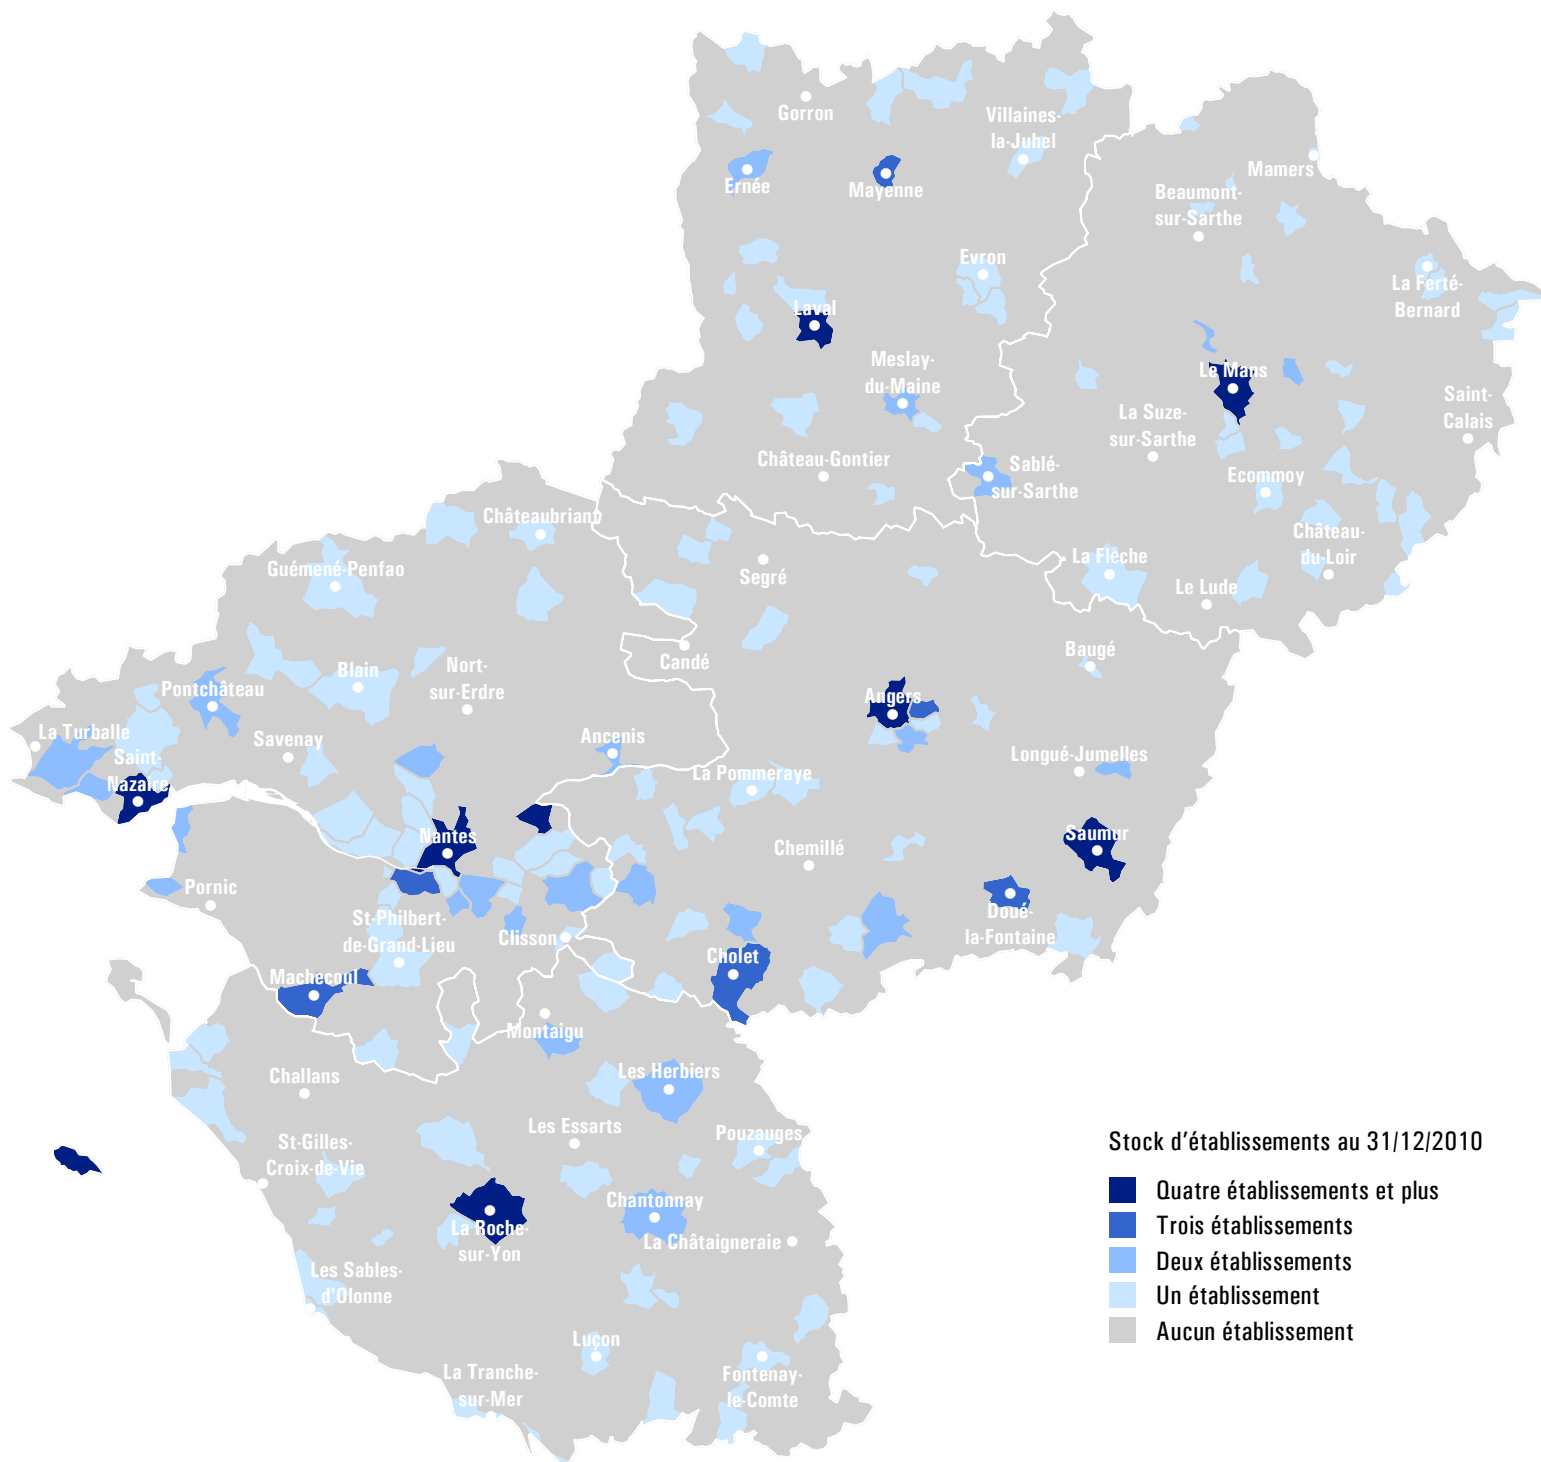 Gorron
Villaines-
la-Juhel
Ernée
Mayenne
Mamers
Beaumont-
sur-Sarthe
Evron
La Ferté-
Bernard
Laval
Meslay-
du-Maine
Le Mans
Saint-
Calais
La Suze-
sur-Sarthe
Château-Gontier
Sablé-
sur-Sarthe
Ecommoy
Châteaubriant
Château-
du-Loir
Guémené-Penfao
Segré
La Flèche
Le Lude
Candé
Baugé
Blain
Nort-
sur-Erdre
Pontchâteau
Angers
La Turballe
Savenay
Ancenis
Saint-
Nazaire
La Pommeraye
Longué-Jumelles
Nantes
Chemillé
Saumur
Pornic
St-Philbert-
de-Grand-Lieu
Clisson
Doué-
la-Fontaine
Cholet
Machecoul
Montaigu
Challans
Les Herbiers
Les Essarts
Pouzauges
St-Gilles-
Croix-de-Vie
Chantonnay
La Roche-
sur-Yon
La Châtaigneraie
Les Sables-
d'Olonne
Luçon
La Tranche-
sur-Mer
Fontenay-
le-Comte
Stock d'établissements au 31/12/2010
Quatre établissements et plus
Trois établissements
Deux établissements
Un établissement
Aucun établissement